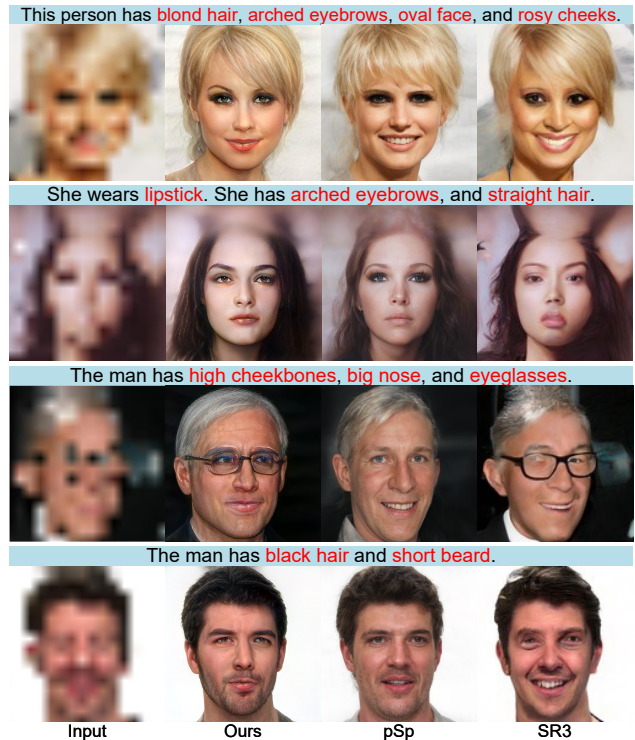 This person has blond hair, arched eyebrows, oval face, and rosy cheeks.
She wears lipstick. She has arched eyebrows, and straight hair.
The man has high cheekbones, big nose, and eyeglasses.
The man has black hair and short beard.
Input Ours pSp SR3